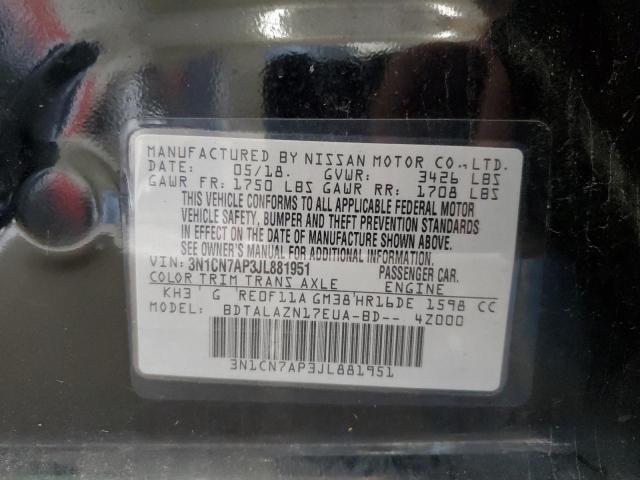 MANUFACTURED BY NISSAN MOTOR CO.,LTD.
DATE: 05/18. GVWR: 3426 LBS
GAWR FR: 1750 LBS GAWR RR: 1708 LBS
THIS VEHICLE CONFORMS TO ALL APPLICABLE FEDERAL MOTOR
VEHICLE SAFETY, BUMPER AND THEFT PREVENTION STANDARDS
IN EFFECT ON THE DATE OF MANUFACTURE SHOWN ABOVE.
SEE OWNER'S MANUAL FOR ADDITIONAL INFORMATION
VIN: 3N1CN7AP3JL881951 PASSENGER CAR.
COLOR TRIM TRANS AXLE ENGINE
KH3 G RE0F11A GM38 HR16DE 1598 CC
MODEL: BDTALAZN17EUA-BD-- 4Z000
3N1CN7AP3JL881951